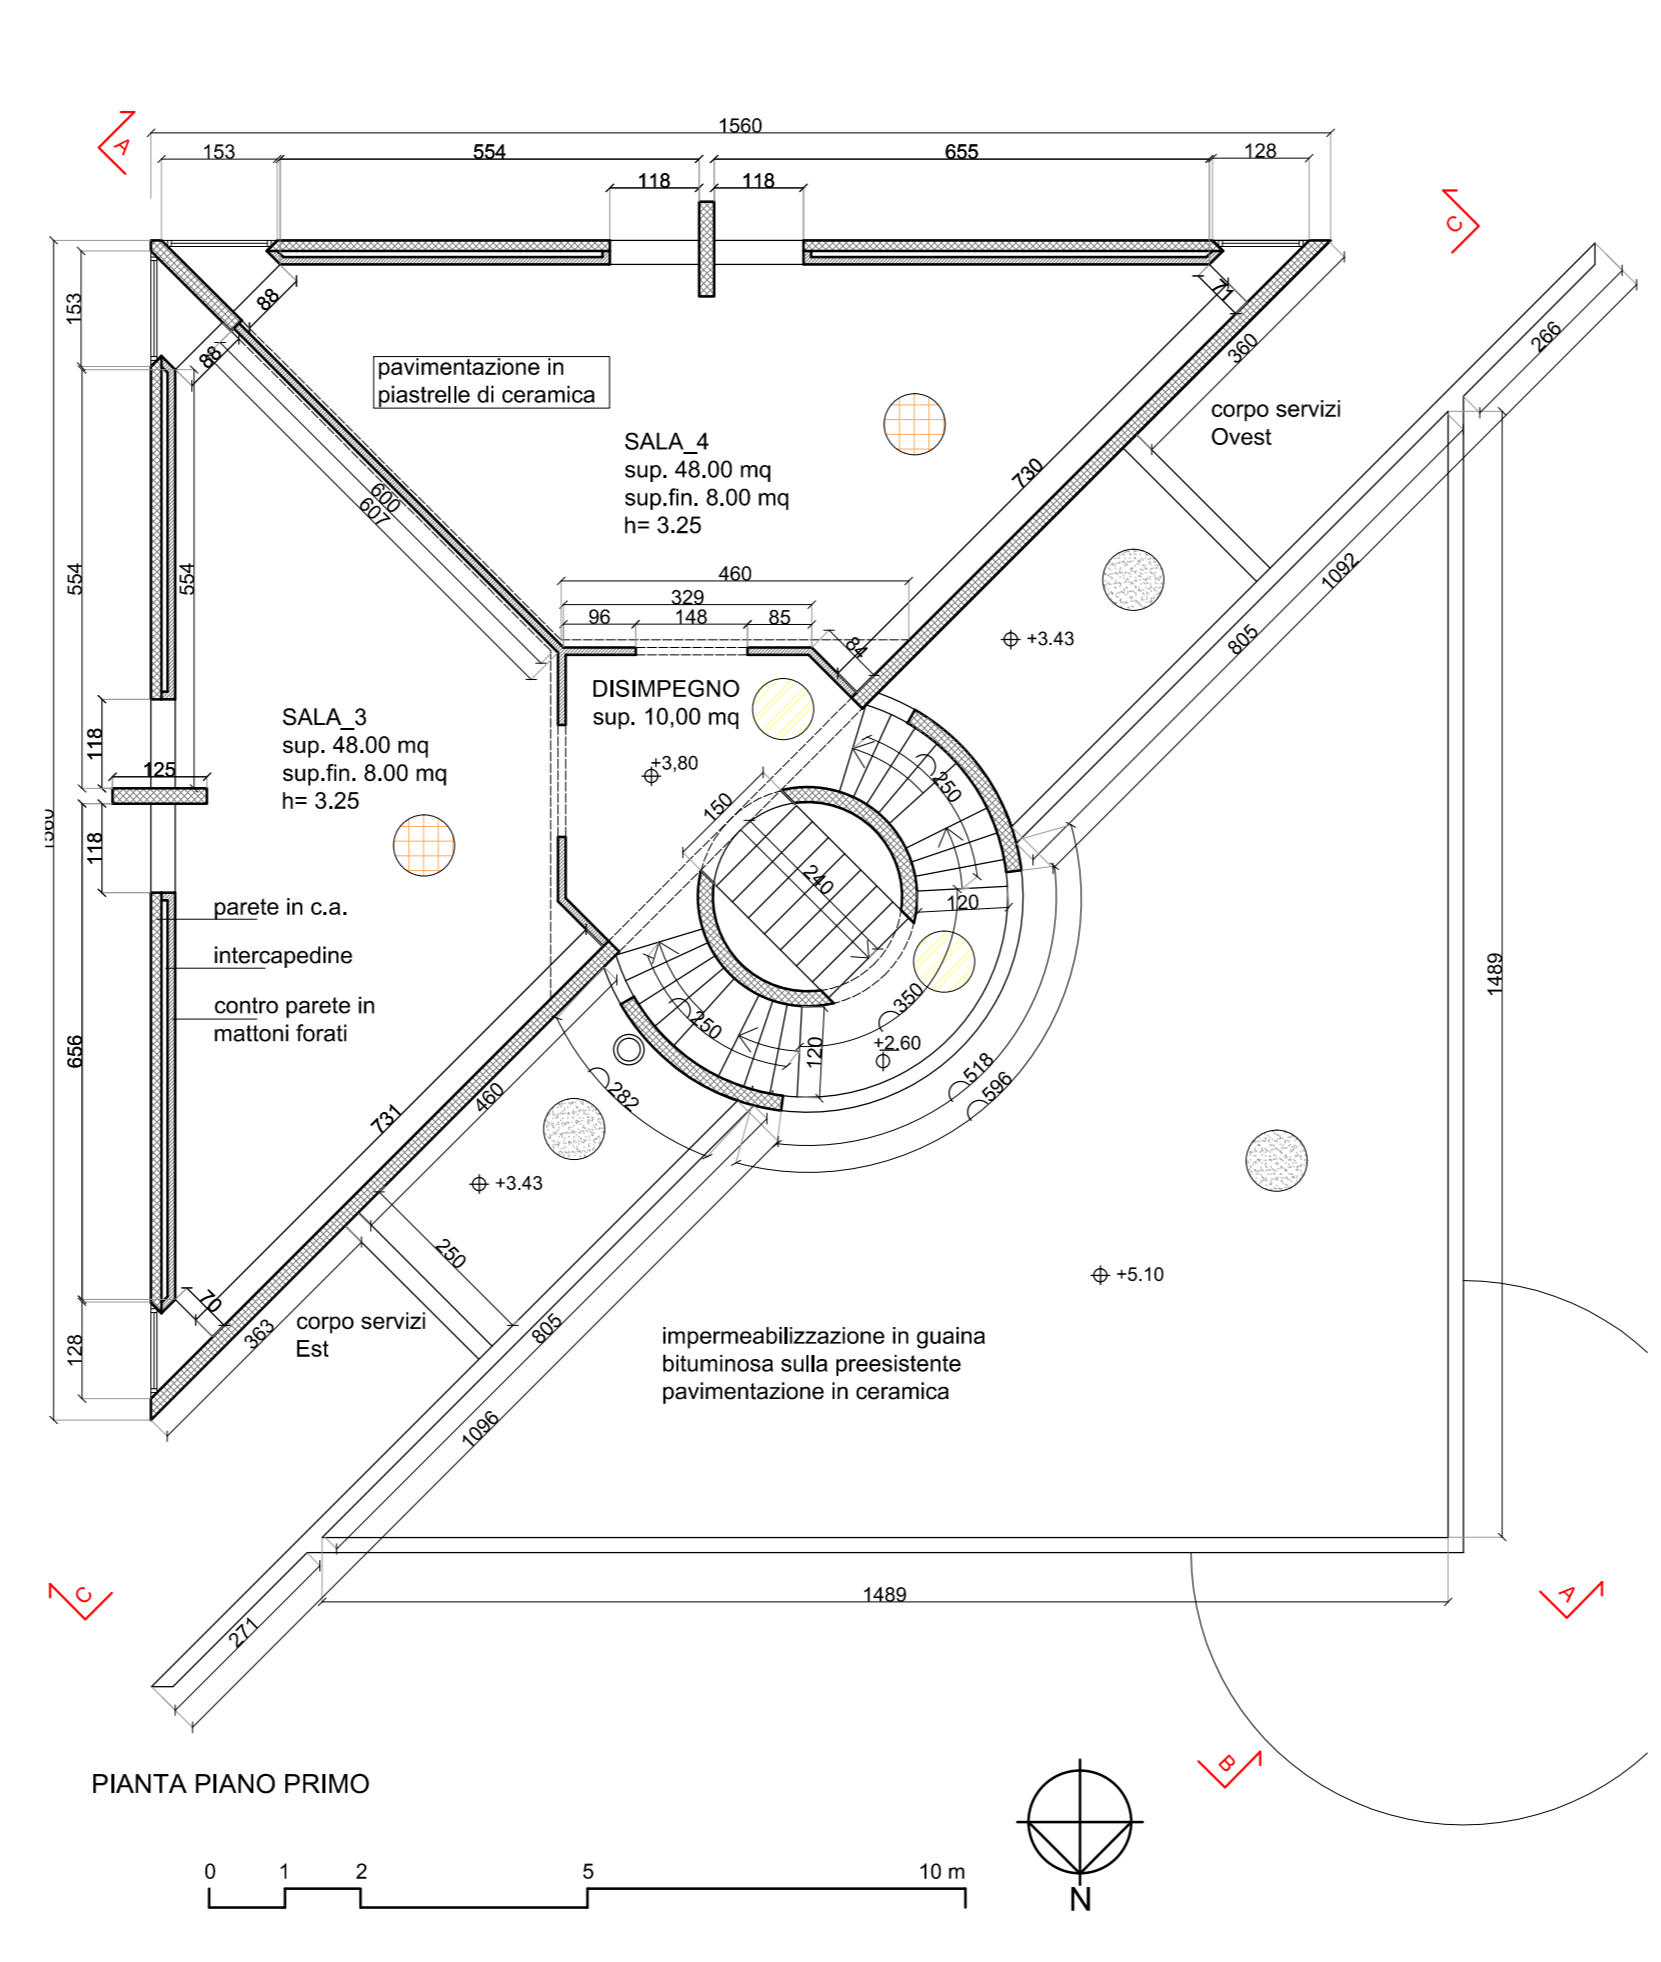 1560
153
554
655
128
118
118
A
C
153
88
88
71
360
266
pavimentazione in
piastrelle di ceramica
corpo servizi
Ovest
SALA_4
sup. 48.00 mq
sup.fin. 8.00 mq
h= 3.25
600
607
730
554
554
1092
805
460
329
96
148
85
84
+3.43
DISIMPEGNO
sup. 10,00 mq
+3,80
SALA_3
sup. 48.00 mq
sup.fin. 8.00 mq
h= 3.25
118
125
118
150
250
240
120
parete in c.a.
intercapedine
contro parete in
mattoni forati
1489
350
250
+2.60
120
518
596
282
656
731
460
+3.43
250
+5.10
70
363
128
corpo servizi
Est
805
impermeabilizzazione in guaina
bituminosa sulla preesistente
pavimentazione in ceramica
1096
1489
271
C
A
B
PIANTA PIANO PRIMO
0 1 2 5 10 m
N